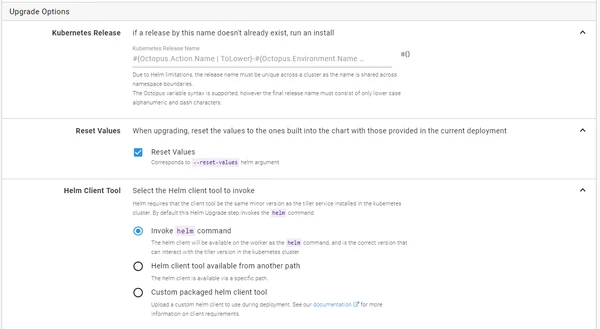 Upgrade Options
Kubernetes Release if a release by this name doesn't already exist, run an install
Kubernetes Release Name
#{Octopus.Action.Name | ToLower}-#{Octopus.Environment.Name ...
#{}
Due to Helm limitations, the release name must be unique across a cluster as the name is shared across
namespace boundaries.
The Octopus variable syntax is supported, however the final release name must consist of only lower case
alphanumeric and dash characters.
Reset Values When upgrading, reset the values to the ones built into the chart with those provided in the current deployment
Reset Values
Corresponds to --reset-values helm argument
Helm Client Tool Select the Helm client tool to invoke
Helm requires that the client tool be the same minor version as the tiller service installed in the kubernetes
cluster. By default this Helm Upgrade step invokes the helm command.
Invoke helm command
The helm client will be available on the worker as the helm command, and is the correct version that
can interact with the tiller version in the kubernetes cluster.
Helm client tool available from another path
The helm client is available via a specific path.
Custom packaged helm client tool
Upload a custom helm client to use during deployment. See our documentation for more
information on client requirements.